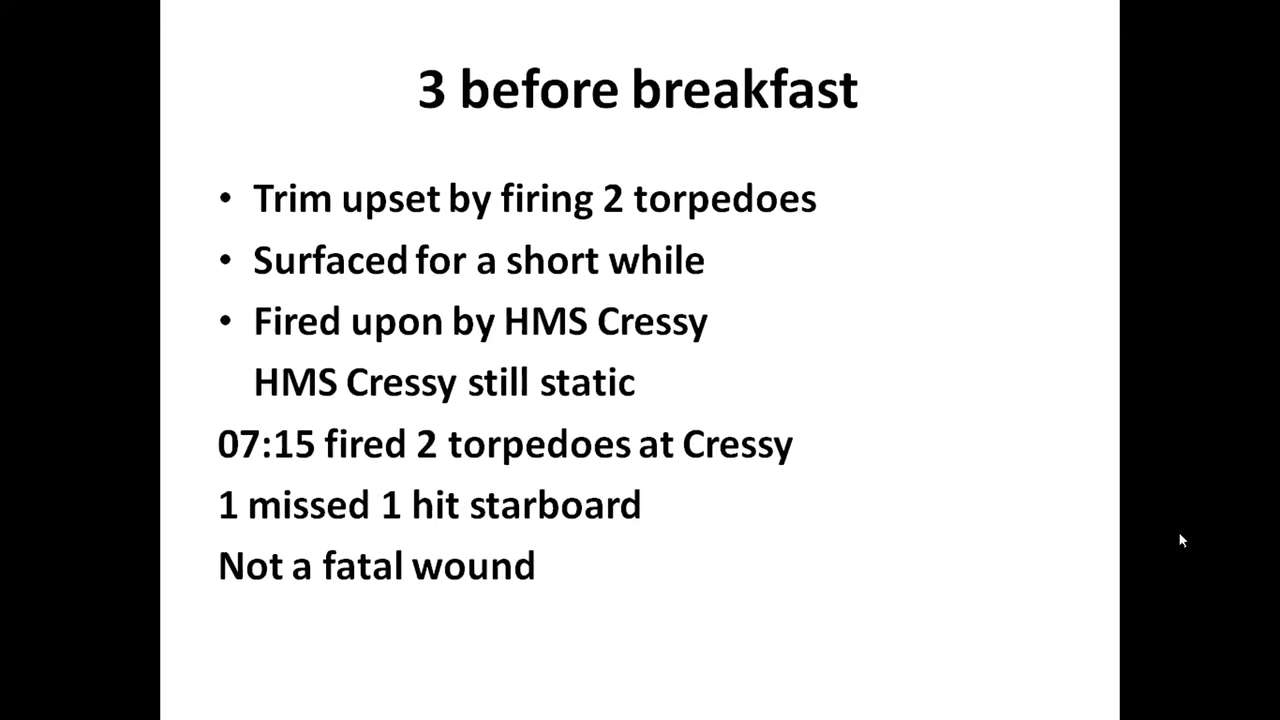 3 before breakfast
• Trim upset by firing 2 torpedoes
• Surfaced for a short while
• Fired upon by HMS Cressy
HMS Cressy still static
07:15 fired 2 torpedoes at Cressy
1 missed 1 hit starboard
Not a fatal wound